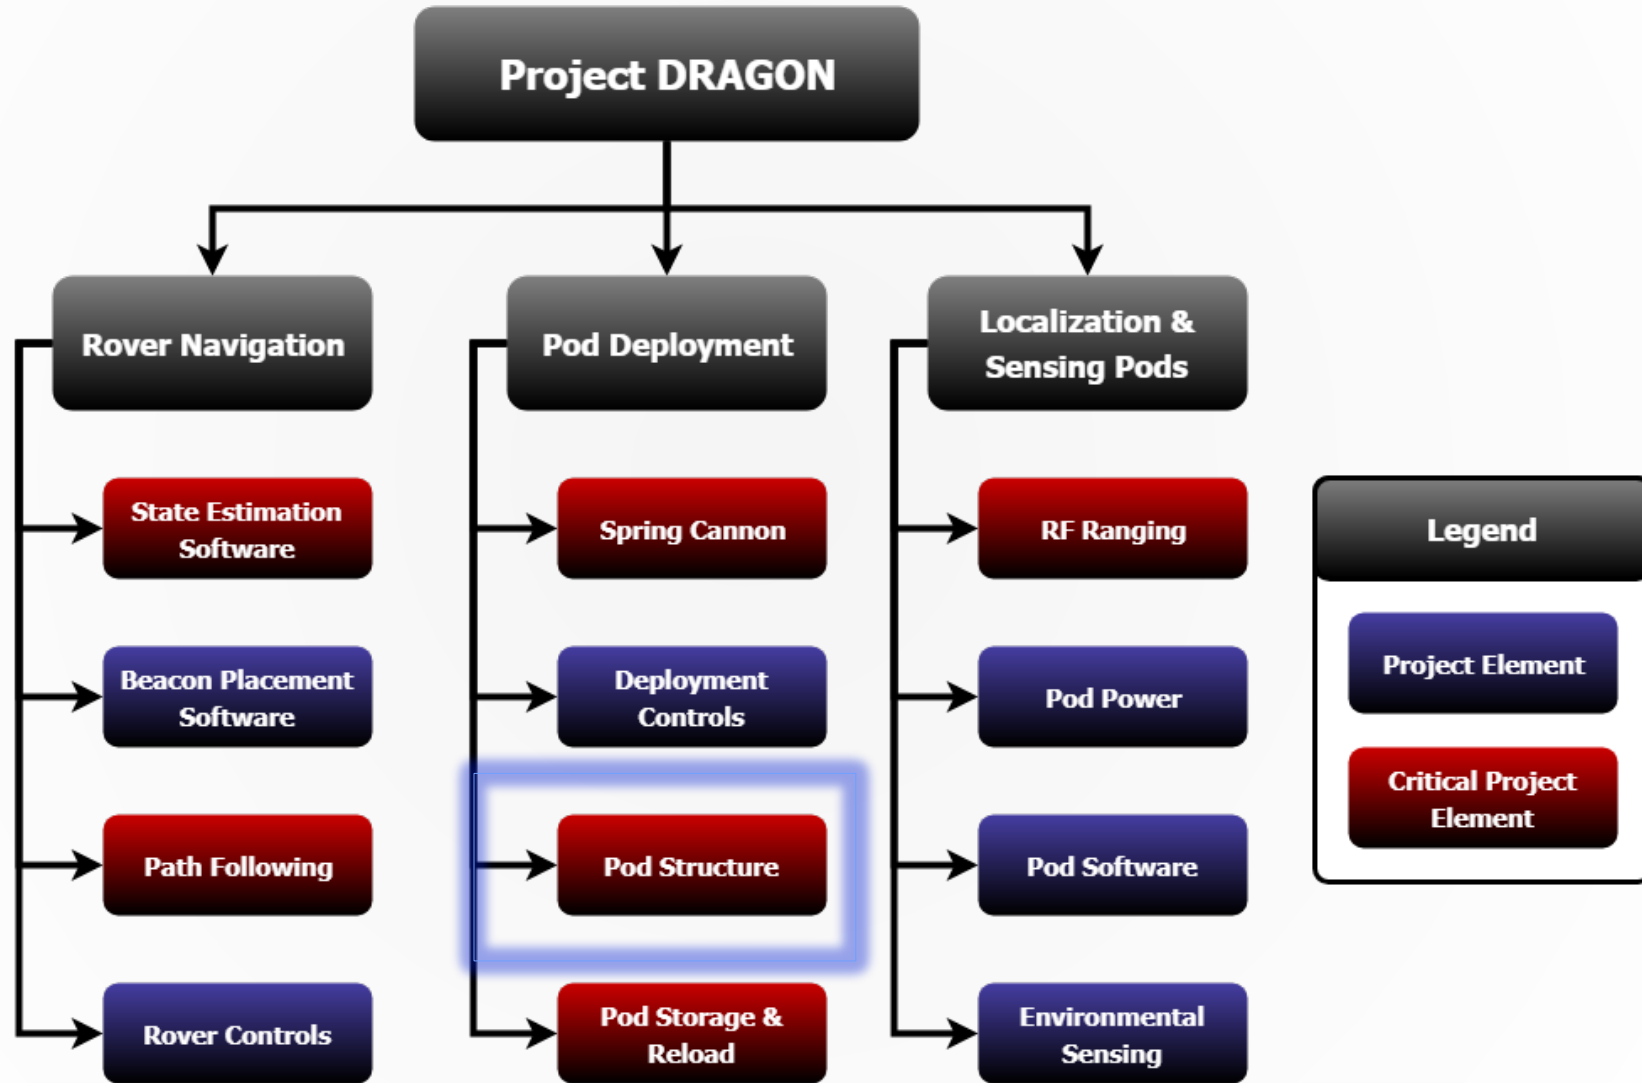 Project DRAGON
Rover Navigation
State Estimation
Software
Beacon Placement
Software
Path Following
Rover Controls
Pod Deployment
Spring Cannon
Deployment
Controls
Pod Structure
Pod Storage &
Reload
Localization &
Sensing Pods
RF Ranging
Pod Power
Pod Software
Environmental
Sensing
Legend
Project Element
Critical Project
Element